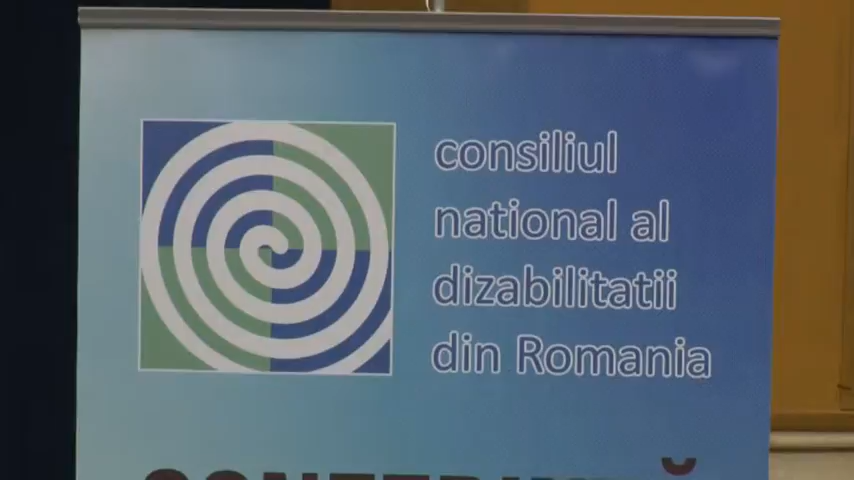 consiliul
national al
dizabilitatii
din Romania